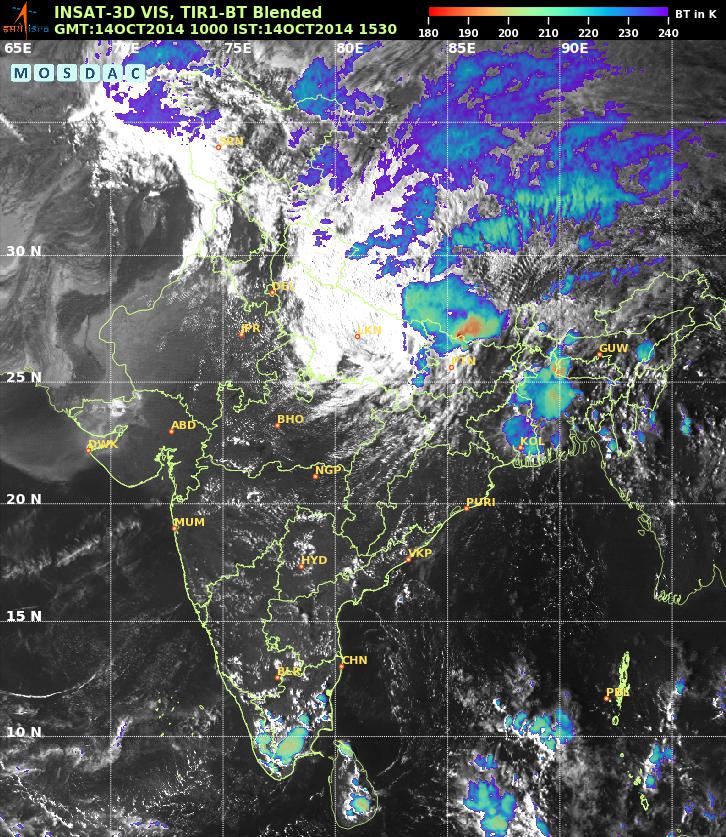 INSAT-3D VIS, TIR1-BT Blended
GMT:14OCT2014 1000 IST:14OCT2014 1530
BT in K
180 190 200 210 220 230 240
65E 70E 75E 80E 85E 90E
MOSDAC
SRN
30 N
DEL
JPR
LKN
GUW
PTN
25 N
ABD
BHO
DWK
KOL
NGP
20 N
PURI
MUM
VKP
HYD
15 N
CHN
BLR
PBL
10 N